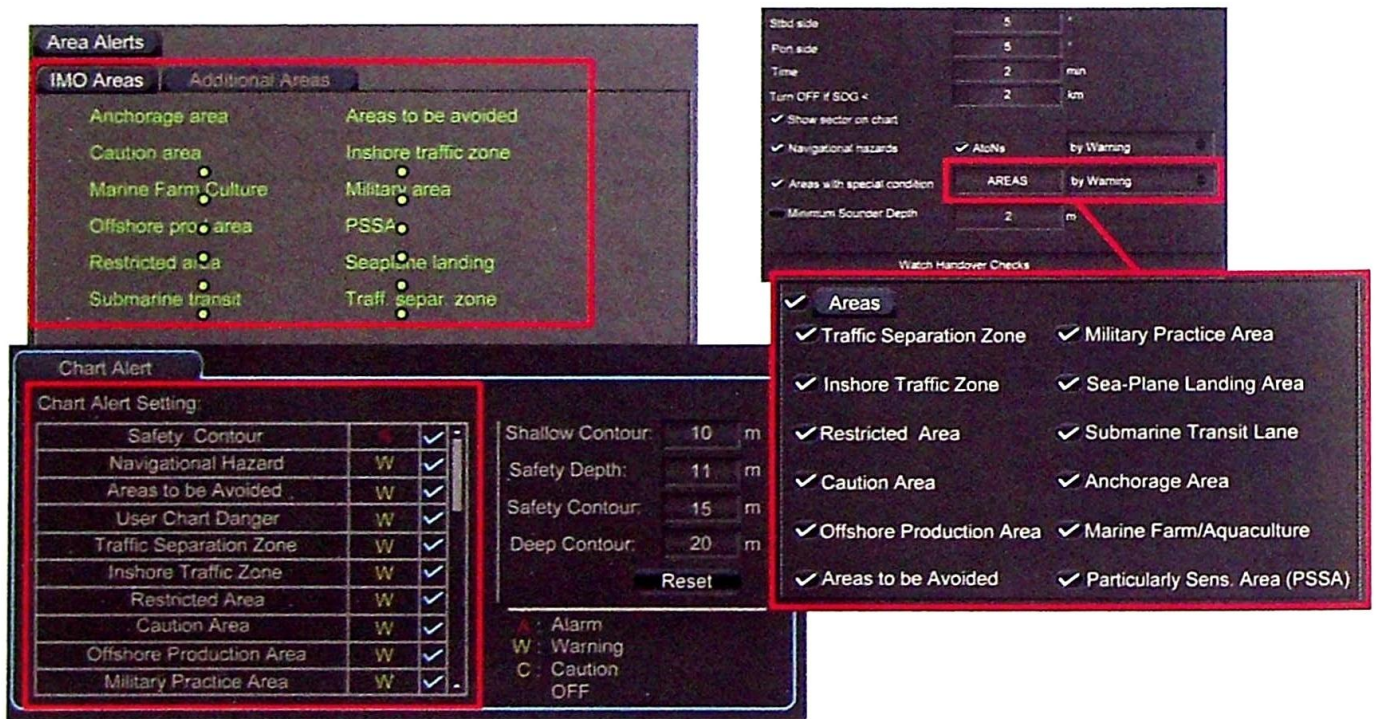 Area Alerts
IMO Areas Additional Areas
Anchorage area Areas to be avoided
Caution area Inshore traffic zone
Marine Farm Culture Military area
Offshore prod area PSSA
Restricted area Seaplane landing
Submarine transit Traff. separ. zone
Stbd side 5 °
Port side 5 °
Time 2 min
Turn OFF if SOG < 2 km
Show sector on chart
Navigational hazards AtoNs by Warning
Areas with special condition AREAS by Warning
Minimum Sounder Depth 2 m
Watch Handover Checks
Areas
Traffic Separation Zone Military Practice Area
Inshore Traffic Zone Sea-Plane Landing Area
Restricted Area Submarine Transit Lane
Caution Area Anchorage Area
Offshore Production Area Marine Farm/Aquaculture
Areas to be Avoided Particularly Sens. Area (PSSA)
Chart Alert
Chart Alert Setting:
Safety Contour A
Navigational Hazard W
Areas to be Avoided W
User Chart Danger W
Traffic Separation Zone W
Inshore Traffic Zone W
Restricted Area W
Caution Area W
Offshore Production Area W
Military Practice Area W
Shallow Contour: 10 m
Safety Depth: 11 m
Safety Contour: 15 m
Deep Contour: 20 m
Reset
A : Alarm
W : Warning
C : Caution
OFF